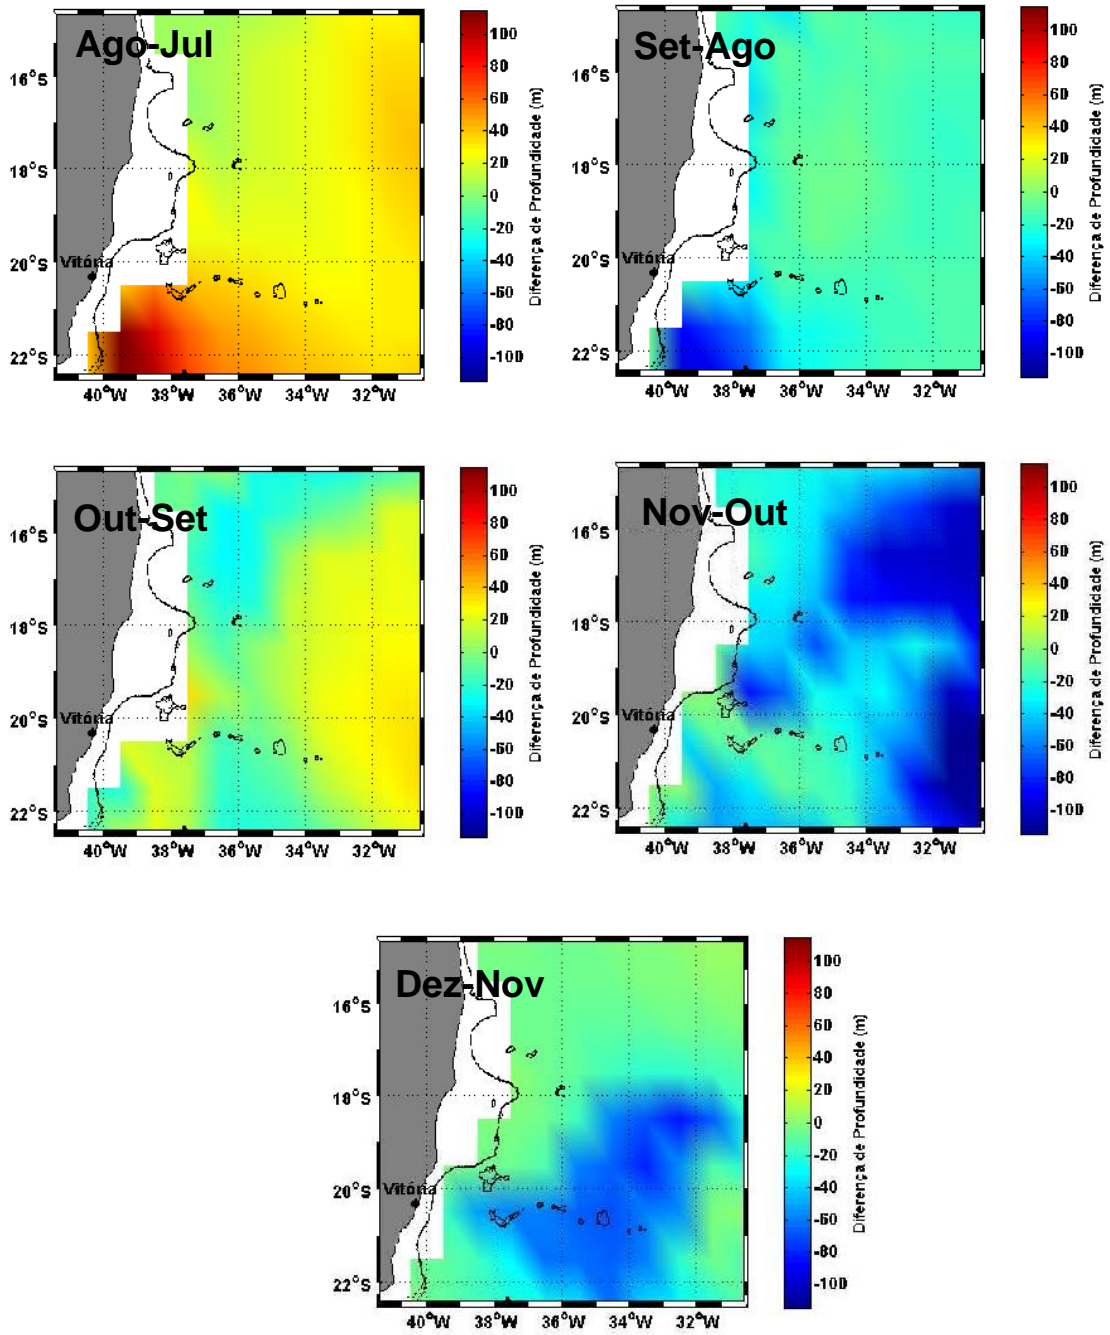 Ago-Jul
16°S
18°S
20°S
22°S
Vitória
40°W
38°W
36°W
34°W
32°W
100
80
60
40
20
0
-20
-40
-60
-80
-100
Diferença de Profundidade (m)
Set-Ago
16°S
18°S
20°S
22°S
Vitória
40°W
38°W
36°W
34°W
32°W
100
80
60
40
20
0
-20
-40
-60
-80
-100
Diferença de Profundidade (m)
Out-Set
16°S
18°S
20°S
22°S
Vitória
40°W
38°W
36°W
34°W
32°W
100
80
60
40
20
0
-20
-40
-60
-80
-100
Diferença de Profundidade (m)
Nov-Out
16°S
18°S
20°S
22°S
Vitória
40°W
38°W
36°W
34°W
32°W
100
80
60
40
20
0
-20
-40
-60
-80
-100
Diferença de Profundidade (m)
Dez-Nov
16°S
18°S
20°S
22°S
Vitória
40°W
38°W
36°W
34°W
32°W
100
80
60
40
20
0
-20
-40
-60
-80
-100
Diferença de Profundidade (m)